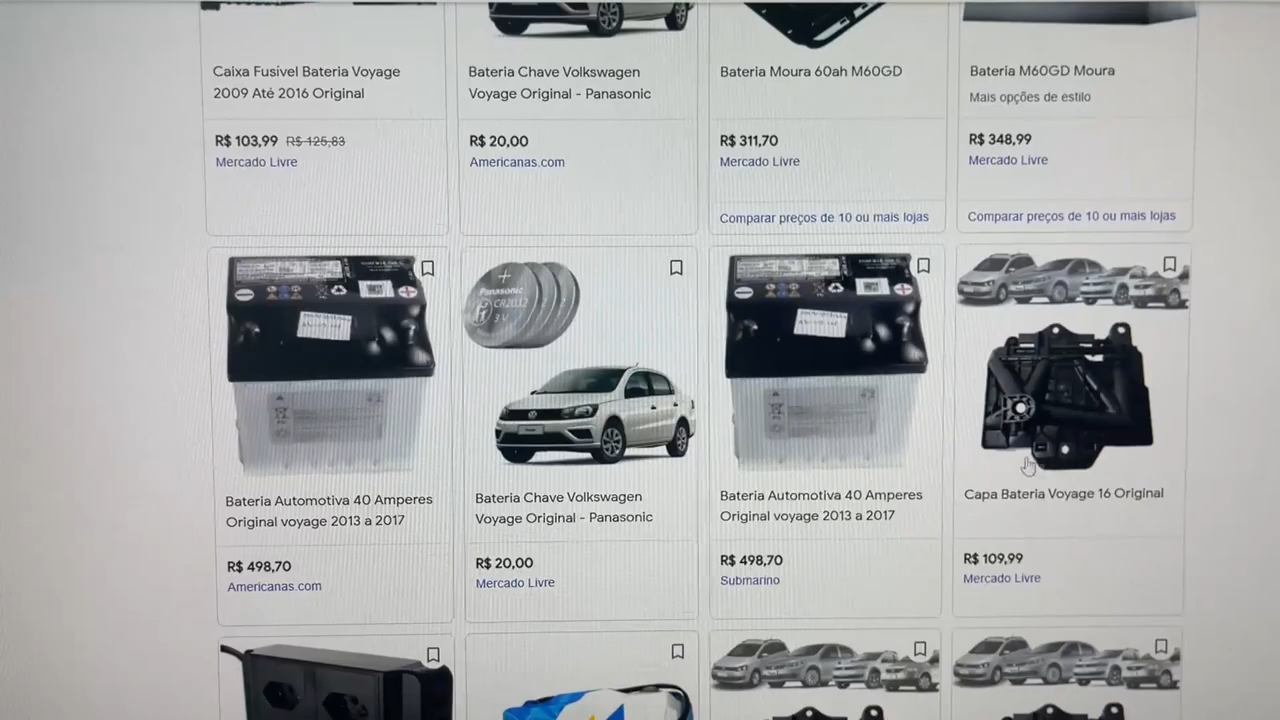 Caixa Fusível Bateria Voyage
2009 Até 2016 Original
R$ 103,99 R$ 125,83
Mercado Livre
Bateria Chave Volkswagen
Voyage Original - Panasonic
R$ 20,00
Americanas.com
Bateria Moura 60ah M60GD
R$ 311,70
Mercado Livre
Comparar preços de 10 ou mais lojas
Bateria M60GD Moura
Mais opções de estilo
R$ 348,99
Mercado Livre
Comparar preços de 10 ou mais lojas
Bateria Automotiva 40 Amperes
Original voyage 2013 a 2017
R$ 498,70
Americanas.com
Panasonic
CR2032
3V
Bateria Chave Volkswagen
Voyage Original - Panasonic
R$ 20,00
Mercado Livre
Bateria Automotiva 40 Amperes
Original voyage 2013 a 2017
R$ 498,70
Submarino
Capa Bateria Voyage 16 Original
R$ 109,99
Mercado Livre